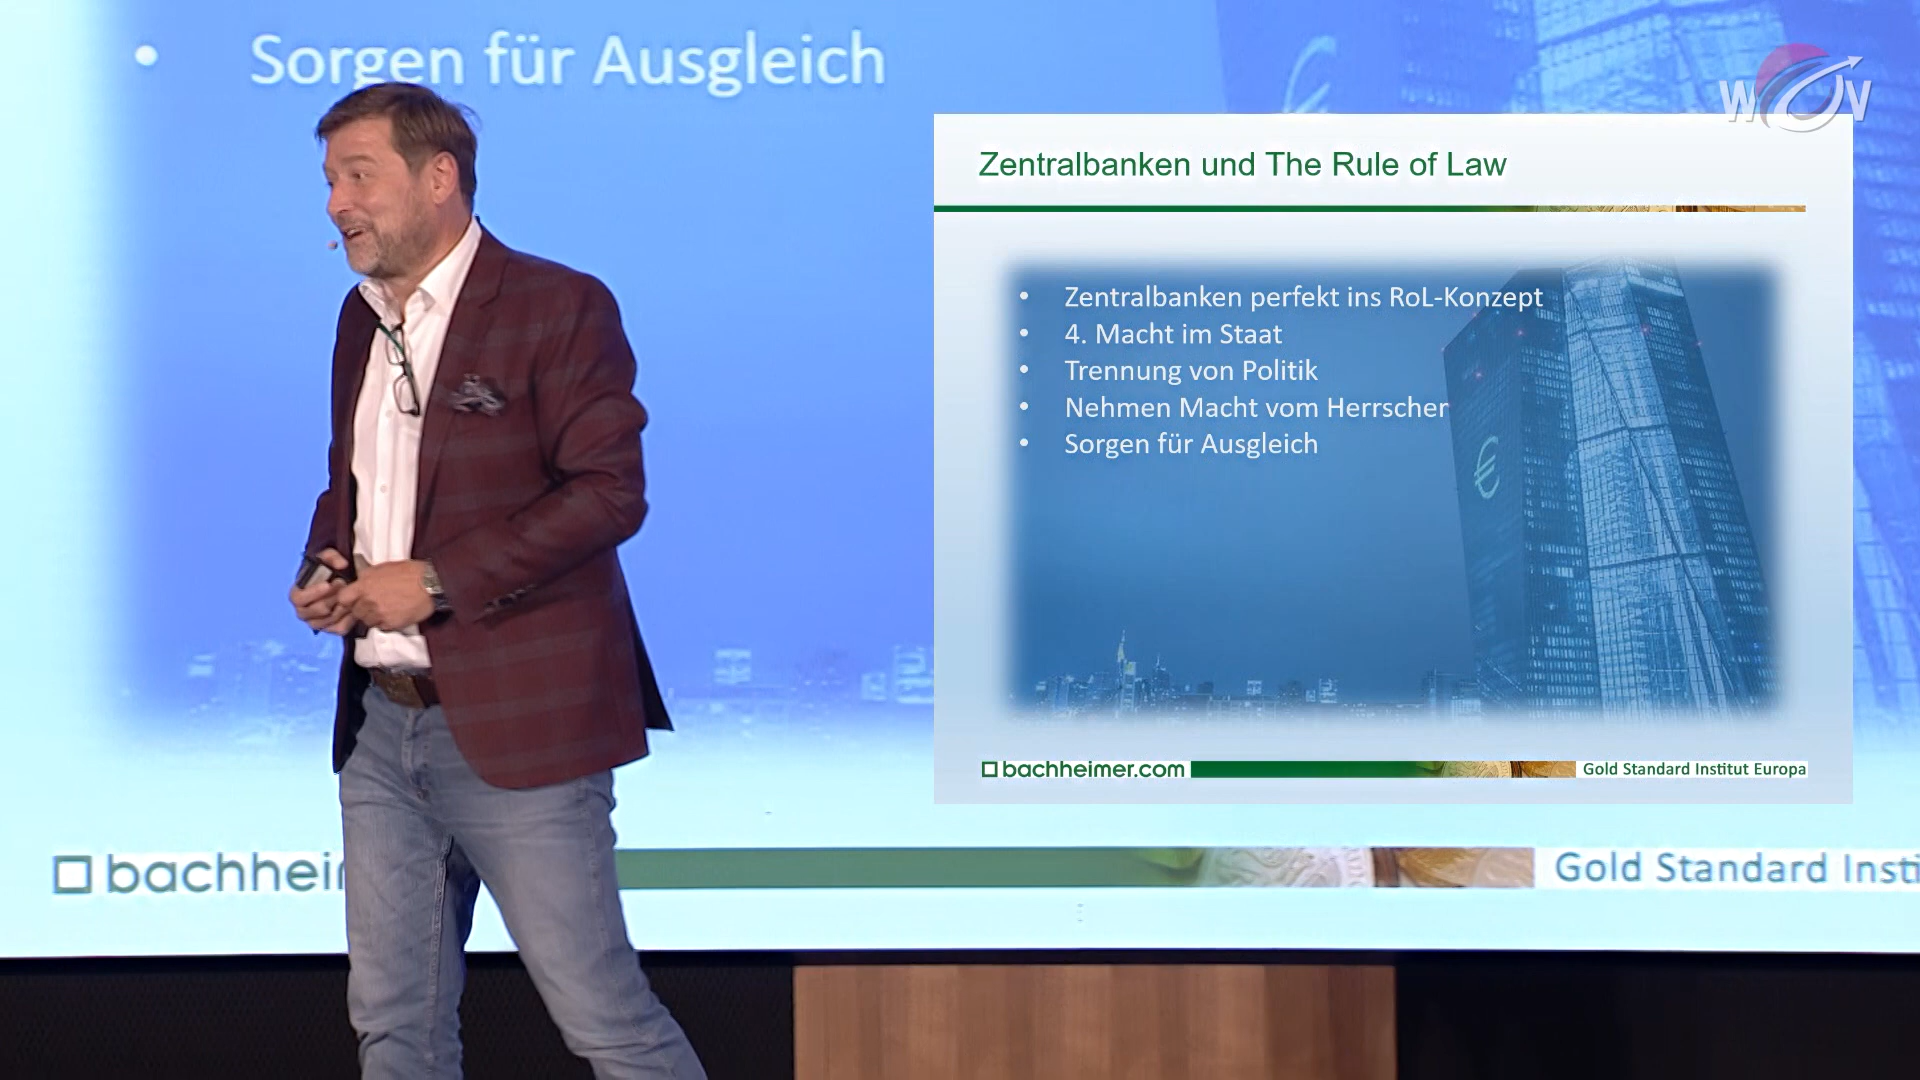 • Sorgen für Ausgleich
WOV
Zentralbanken und The Rule of Law
• Zentralbanken perfekt ins RoL-Konzept
• 4. Macht im Staat
• Trennung von Politik
• Nehmen Macht vom Herrscher
• Sorgen für Ausgleich
€
bachheimer.com
Gold Standard Institut Europa
bachhei
Gold Standard Insti